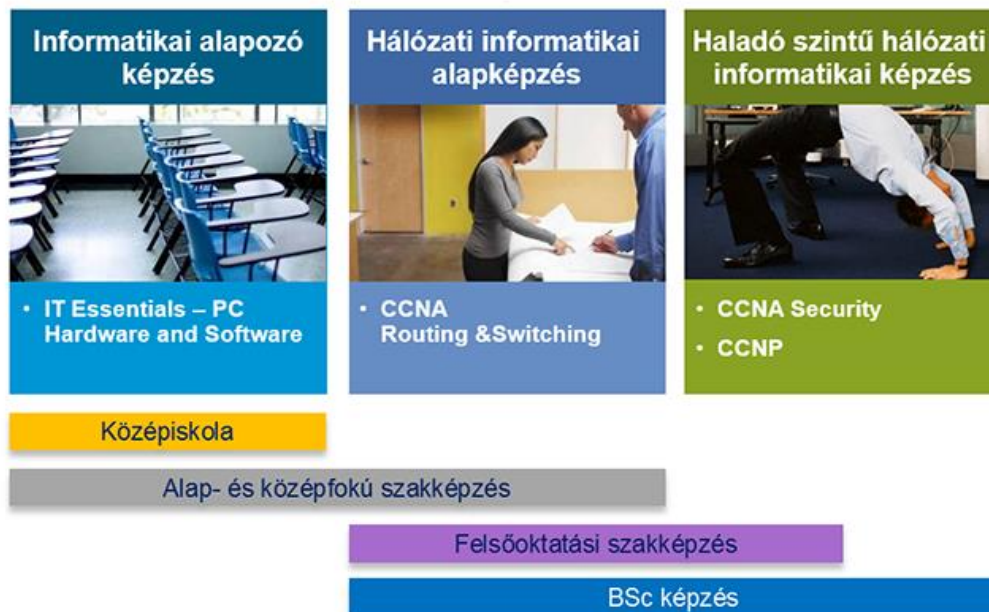 Informatikai alapozó
képzés
• IT Essentials – PC
Hardware and Software
Hálózati informatikai
alapképzés
• CCNA
Routing &Switching
Haladó szintű hálózati
informatikai képzés
• CCNA Security
• CCNP
Középiskola
Alap- és középfokú szakképzés
Felsőoktatási szakképzés
BSc képzés